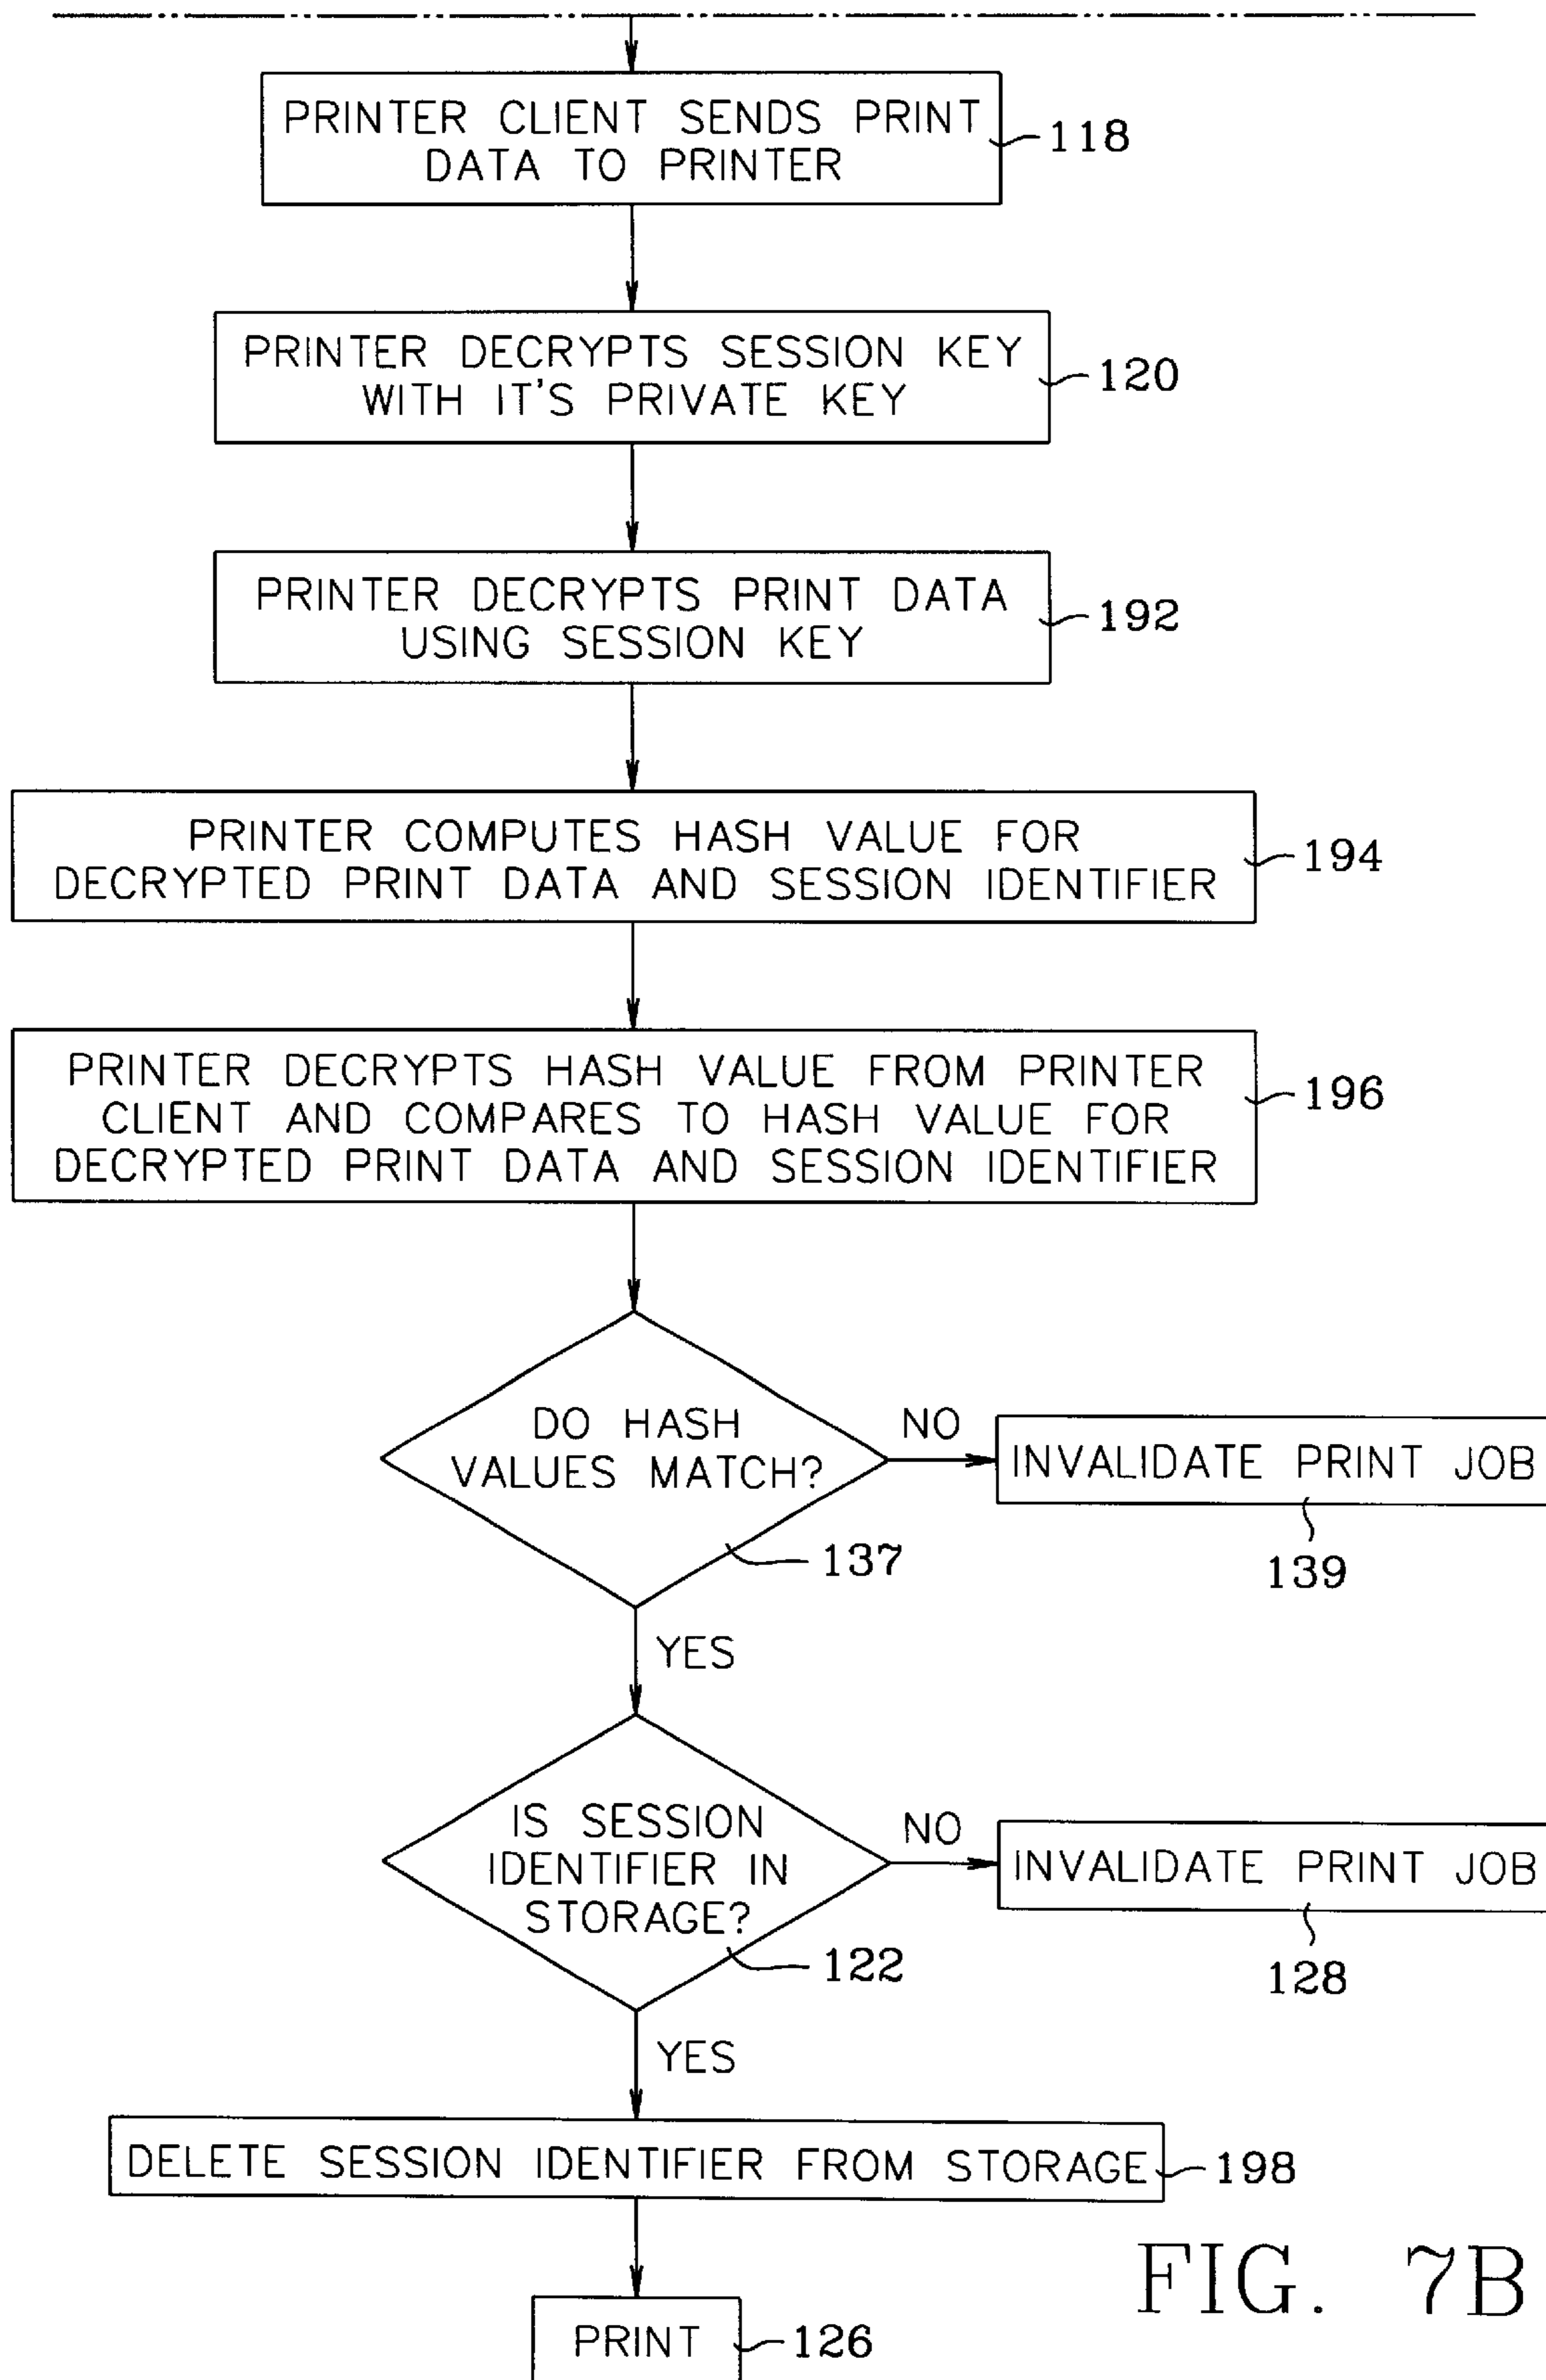 PRINTER CLIENT SENDS PRINT
DATA TO PRINTER
118
PRINTER DECRYPTS SESSION KEY
WITH IT'S PRIVATE KEY
120
PRINTER DECRYPTS PRINT DATA
USING SESSION KEY
192
PRINTER COMPUTES HASH VALUE FOR
DECRYPTED PRINT DATA AND SESSION IDENTIFIER
194
PRINTER DECRYPTS HASH VALUE FROM PRINTER
CLIENT AND COMPARES TO HASH VALUE FOR
DECRYPTED PRINT DATA AND SESSION IDENTIFIER
196
DO HASH
VALUES MATCH?
137
NO
INVALIDATE PRINT JOB
139
YES
IS SESSION
IDENTIFIER IN
STORAGE?
122
NO
INVALIDATE PRINT JOB
128
YES
DELETE SESSION IDENTIFIER FROM STORAGE
198
PRINT
126
FIG. 7B